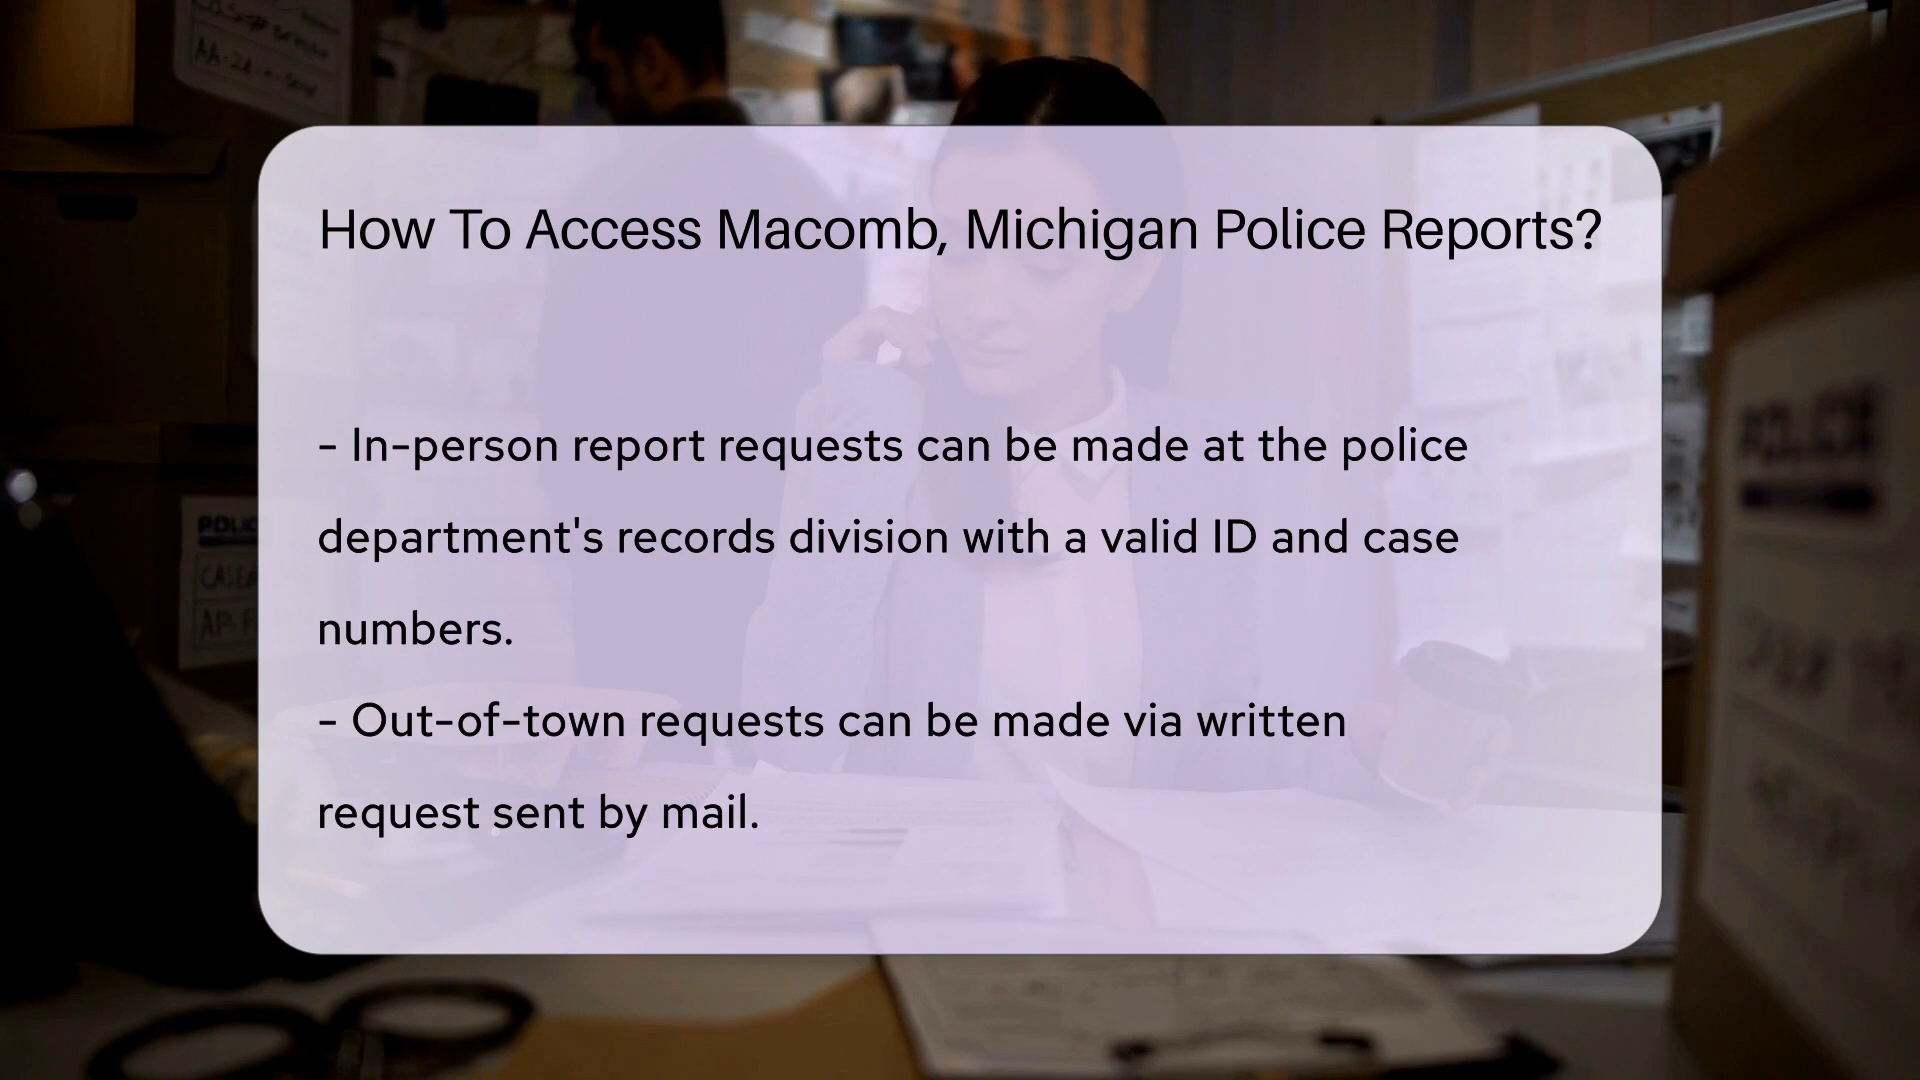 How To Access Macomb, Michigan Police Reports?
- In-person report requests can be made at the police
department's records division with a valid ID and case
numbers.
- Out-of-town requests can be made via written
request sent by mail.